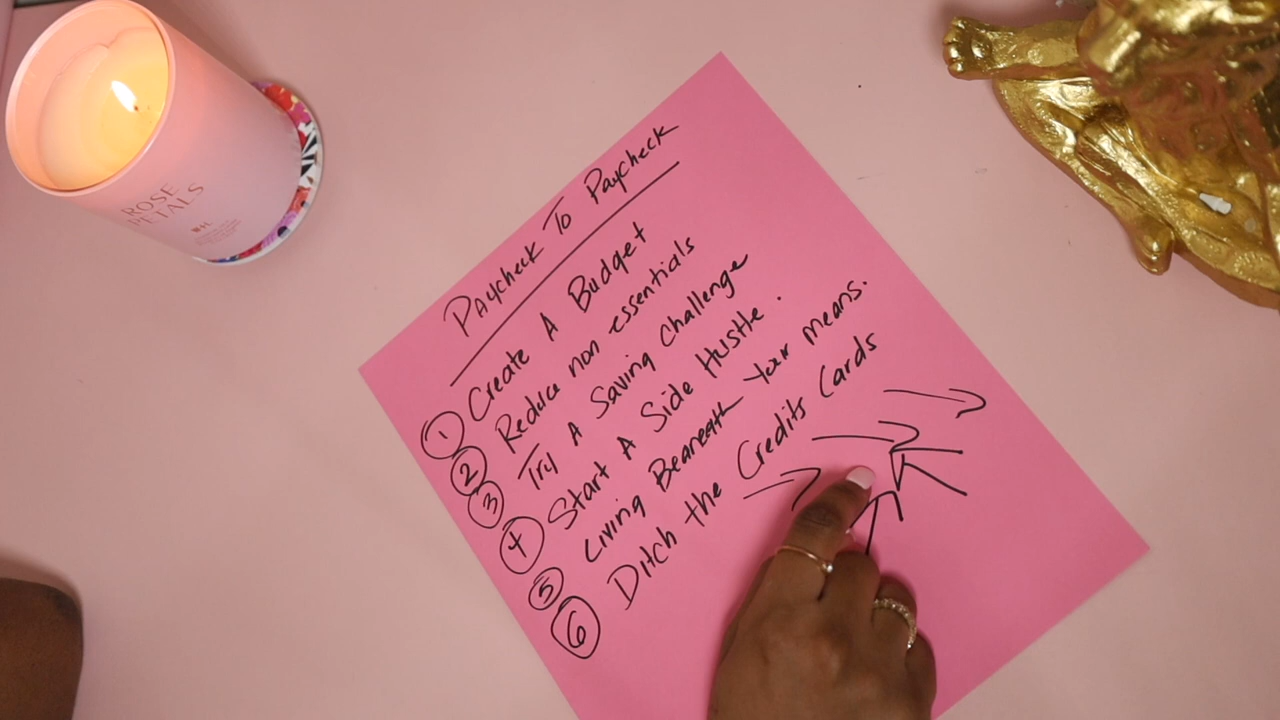 ROSE
PETALS
Paycheck To Paycheck
① Create A Budget
② Reduce non essentials
③ Try A Saving Challenge
④ Start A Side Hustle.
⑤ Living Beaneath Your means.
⑥ Ditch the Credits Cards